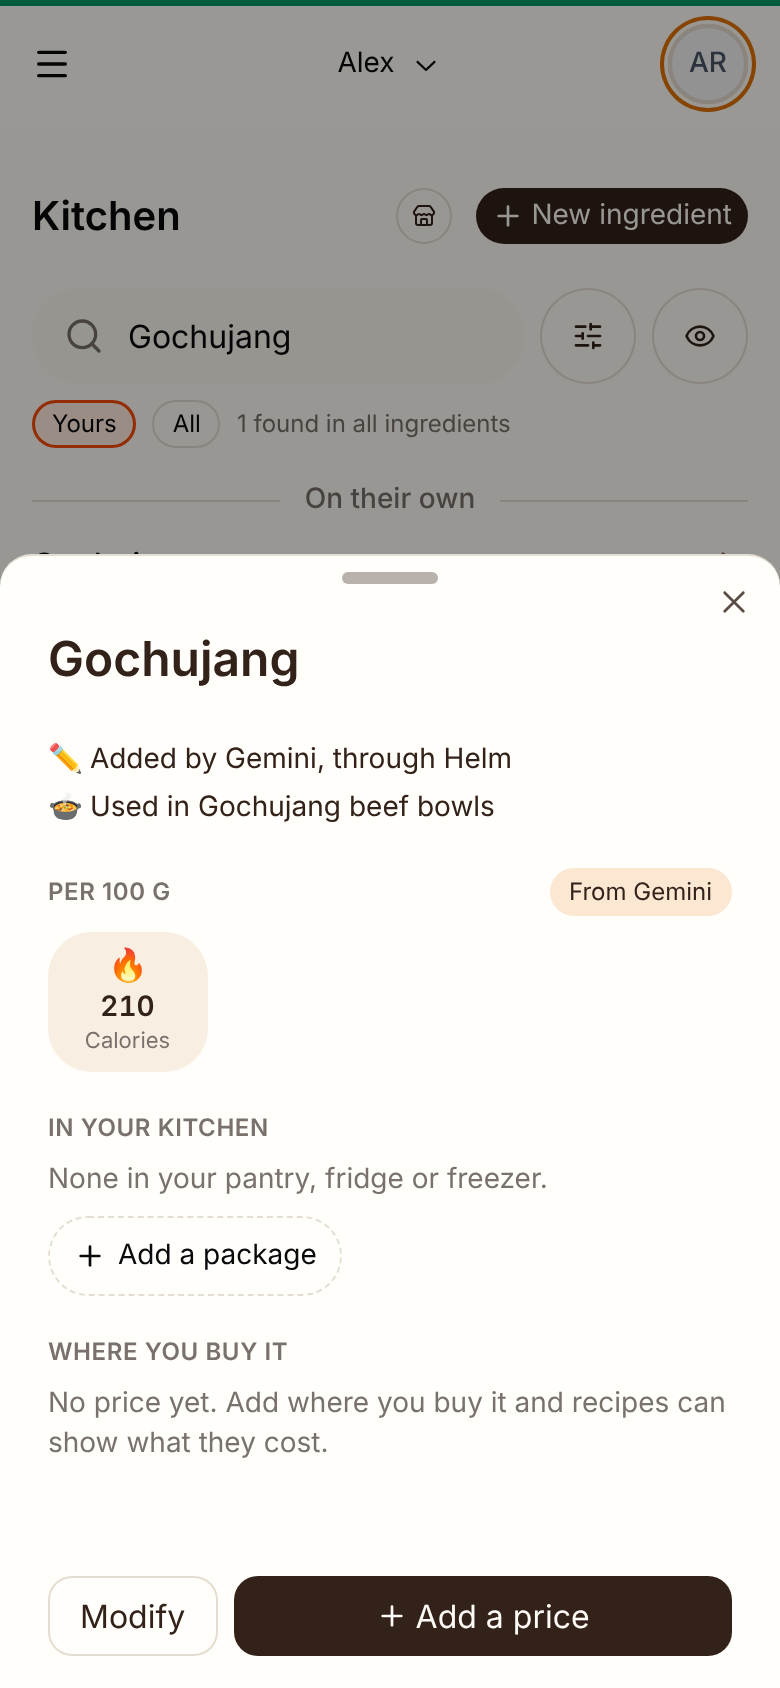 Alex
AR
Kitchen
New ingredient
Gochujang
Yours
All
1 found in all ingredients
On their own
Gochujang
Added by Gemini, through Helm
Used in Gochujang beef bowls
PER 100 G
From Gemini
210
Calories
IN YOUR KITCHEN
None in your pantry, fridge or freezer.
+ Add a package
WHERE YOU BUY IT
No price yet. Add where you buy it and recipes can
show what they cost.
Modify
+ Add a price